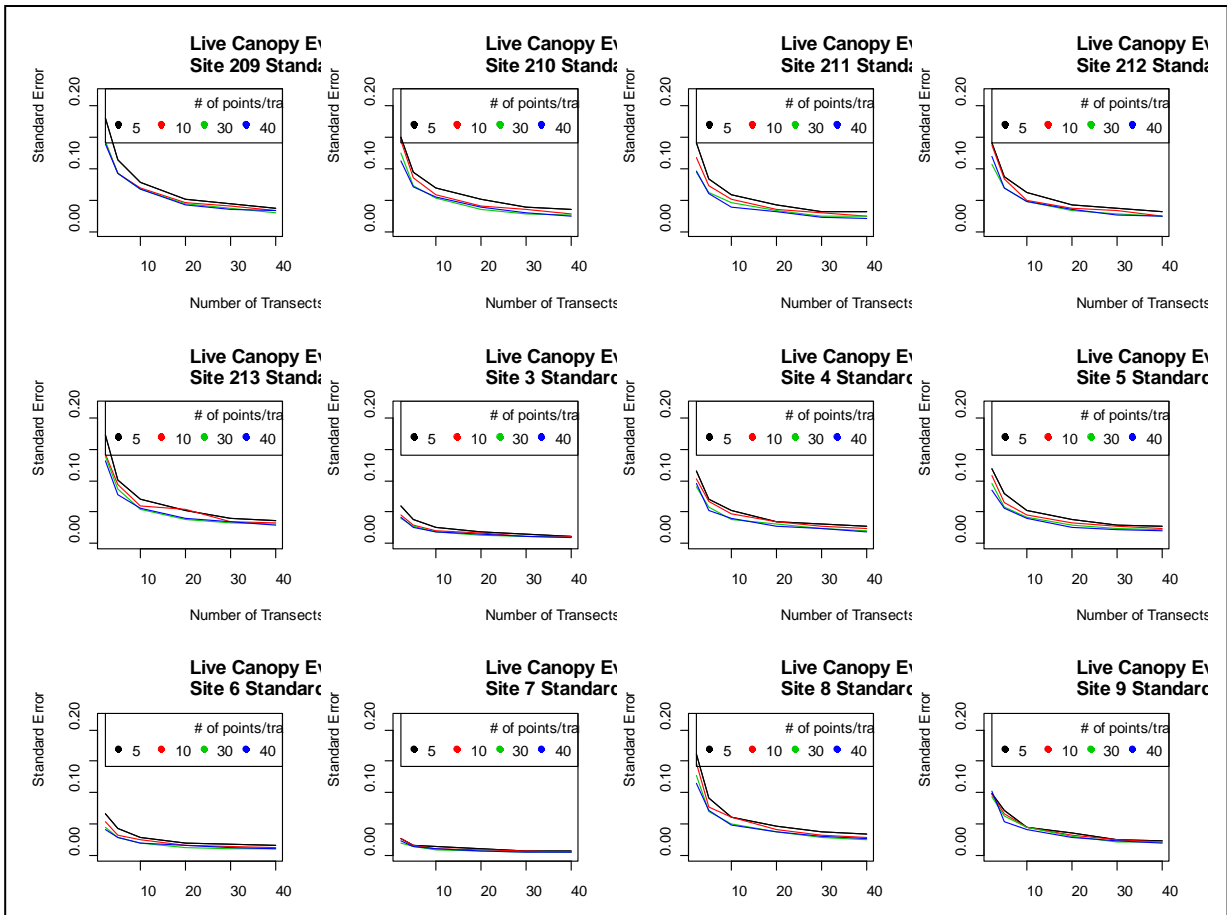 Live Canopy Ev
Site 209 Standa
Standard Error
0.00 0.10 0.20
# of points/tra
5 10 30 40
10 20 30 40
Number of Transects
Live Canopy Ev
Site 210 Standa
Standard Error
0.00 0.10 0.20
# of points/tra
5 10 30 40
10 20 30 40
Number of Transects
Live Canopy Ev
Site 211 Standa
Standard Error
0.00 0.10 0.20
# of points/tra
5 10 30 40
10 20 30 40
Number of Transects
Live Canopy Ev
Site 212 Standa
Standard Error
0.00 0.10 0.20
# of points/tra
5 10 30 40
10 20 30 40
Number of Transects
Live Canopy Ev
Site 213 Standa
Standard Error
0.00 0.10 0.20
# of points/tra
5 10 30 40
10 20 30 40
Number of Transects
Live Canopy Ev
Site 3 Standard
Standard Error
0.00 0.10 0.20
# of points/tra
5 10 30 40
10 20 30 40
Number of Transects
Live Canopy Ev
Site 4 Standard
Standard Error
0.00 0.10 0.20
# of points/tra
5 10 30 40
10 20 30 40
Number of Transects
Live Canopy Ev
Site 5 Standard
Standard Error
0.00 0.10 0.20
# of points/tra
5 10 30 40
10 20 30 40
Number of Transects
Live Canopy Ev
Site 6 Standard
Standard Error
0.00 0.10 0.20
# of points/tra
5 10 30 40
10 20 30 40
Live Canopy Ev
Site 7 Standard
Standard Error
0.00 0.10 0.20
# of points/tra
5 10 30 40
10 20 30 40
Live Canopy Ev
Site 8 Standard
Standard Error
0.00 0.10 0.20
# of points/tra
5 10 30 40
10 20 30 40
Live Canopy Ev
Site 9 Standard
Standard Error
0.00 0.10 0.20
# of points/tra
5 10 30 40
10 20 30 40